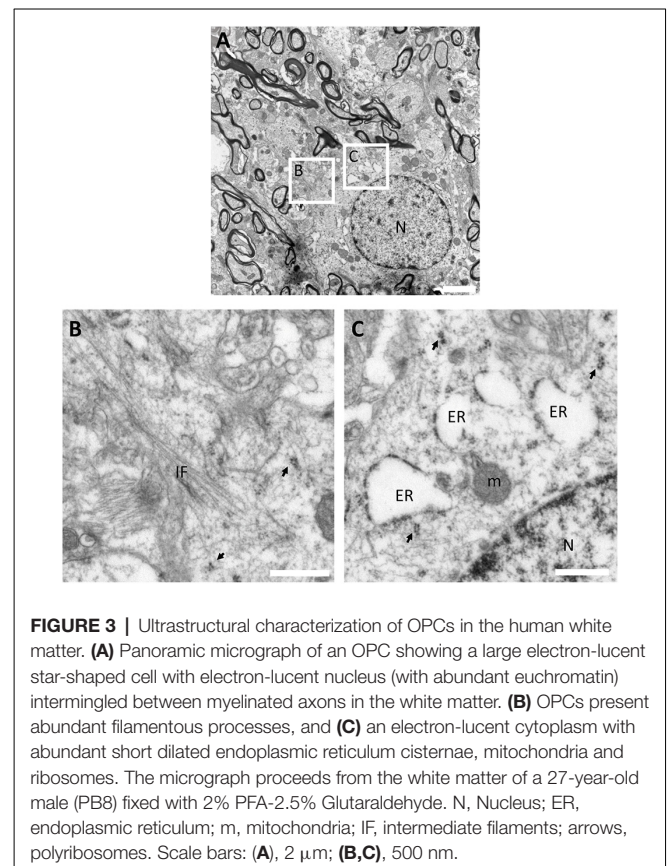 A
B
C
N
B
IF
C
ER
ER
ER
m
N
FIGURE 3 | Ultrastructural characterization of OPCs in the human white
matter. (A) Panoramic micrograph of an OPC showing a large electron-lucent
star-shaped cell with electron-lucent nucleus (with abundant euchromatin)
intermingled between myelinated axons in the white matter. (B) OPCs present
abundant filamentous processes, and (C) an electron-lucent cytoplasm with
abundant short dilated endoplasmic reticulum cisternae, mitochondria and
ribosomes. The micrograph proceeds from the white matter of a 27-year-old
male (PB8) fixed with 2% PFA-2.5% Glutaraldehyde. N, Nucleus; ER,
endoplasmic reticulum; m, mitochondria; IF, intermediate filaments; arrows,
polyribosomes. Scale bars: (A), 2 μm; (B,C), 500 nm.